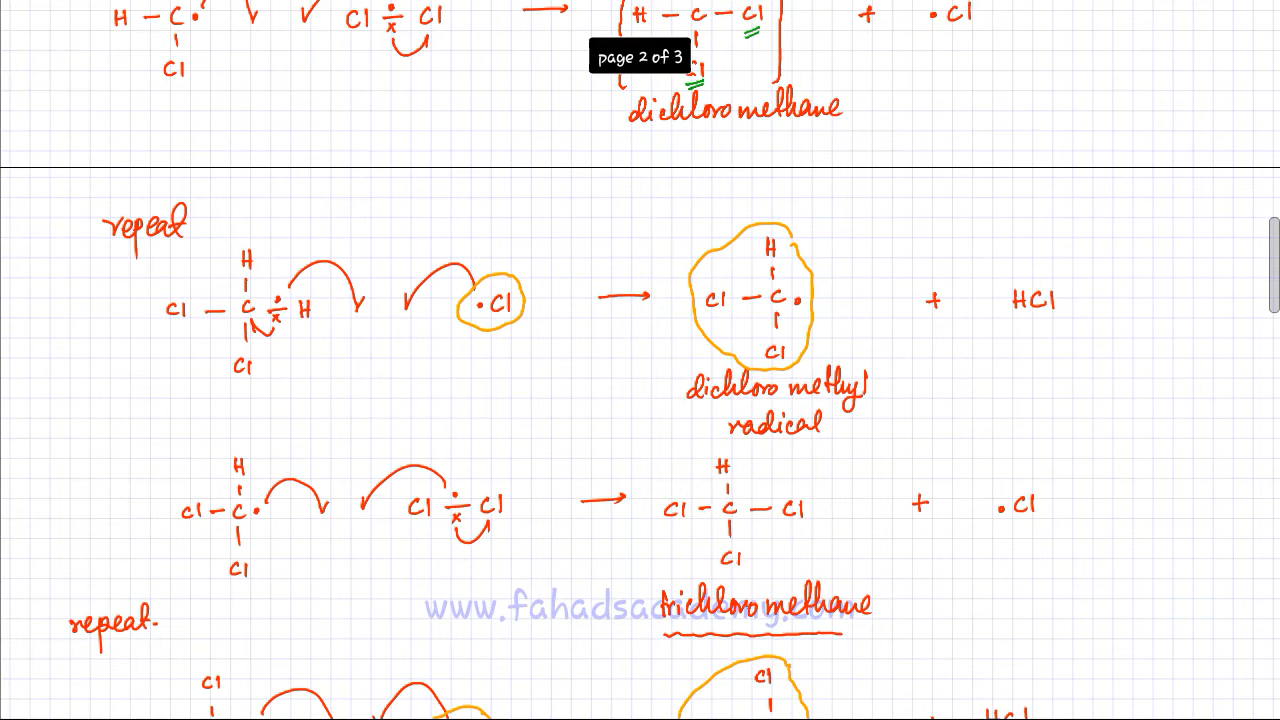 H — C • Cl Cl → H — C — Cl + • Cl
Cl Cl
page 2 of 3
dichloro methane
repeat
H H
Cl — C H • Cl → Cl — C • + HCl
Cl Cl
dichloro methyl
radical
H H
Cl — C • Cl Cl → Cl — C — Cl + • Cl
Cl Cl
www.fahadsacademy.com
trichloro methane
repeat.
Cl Cl
HCl